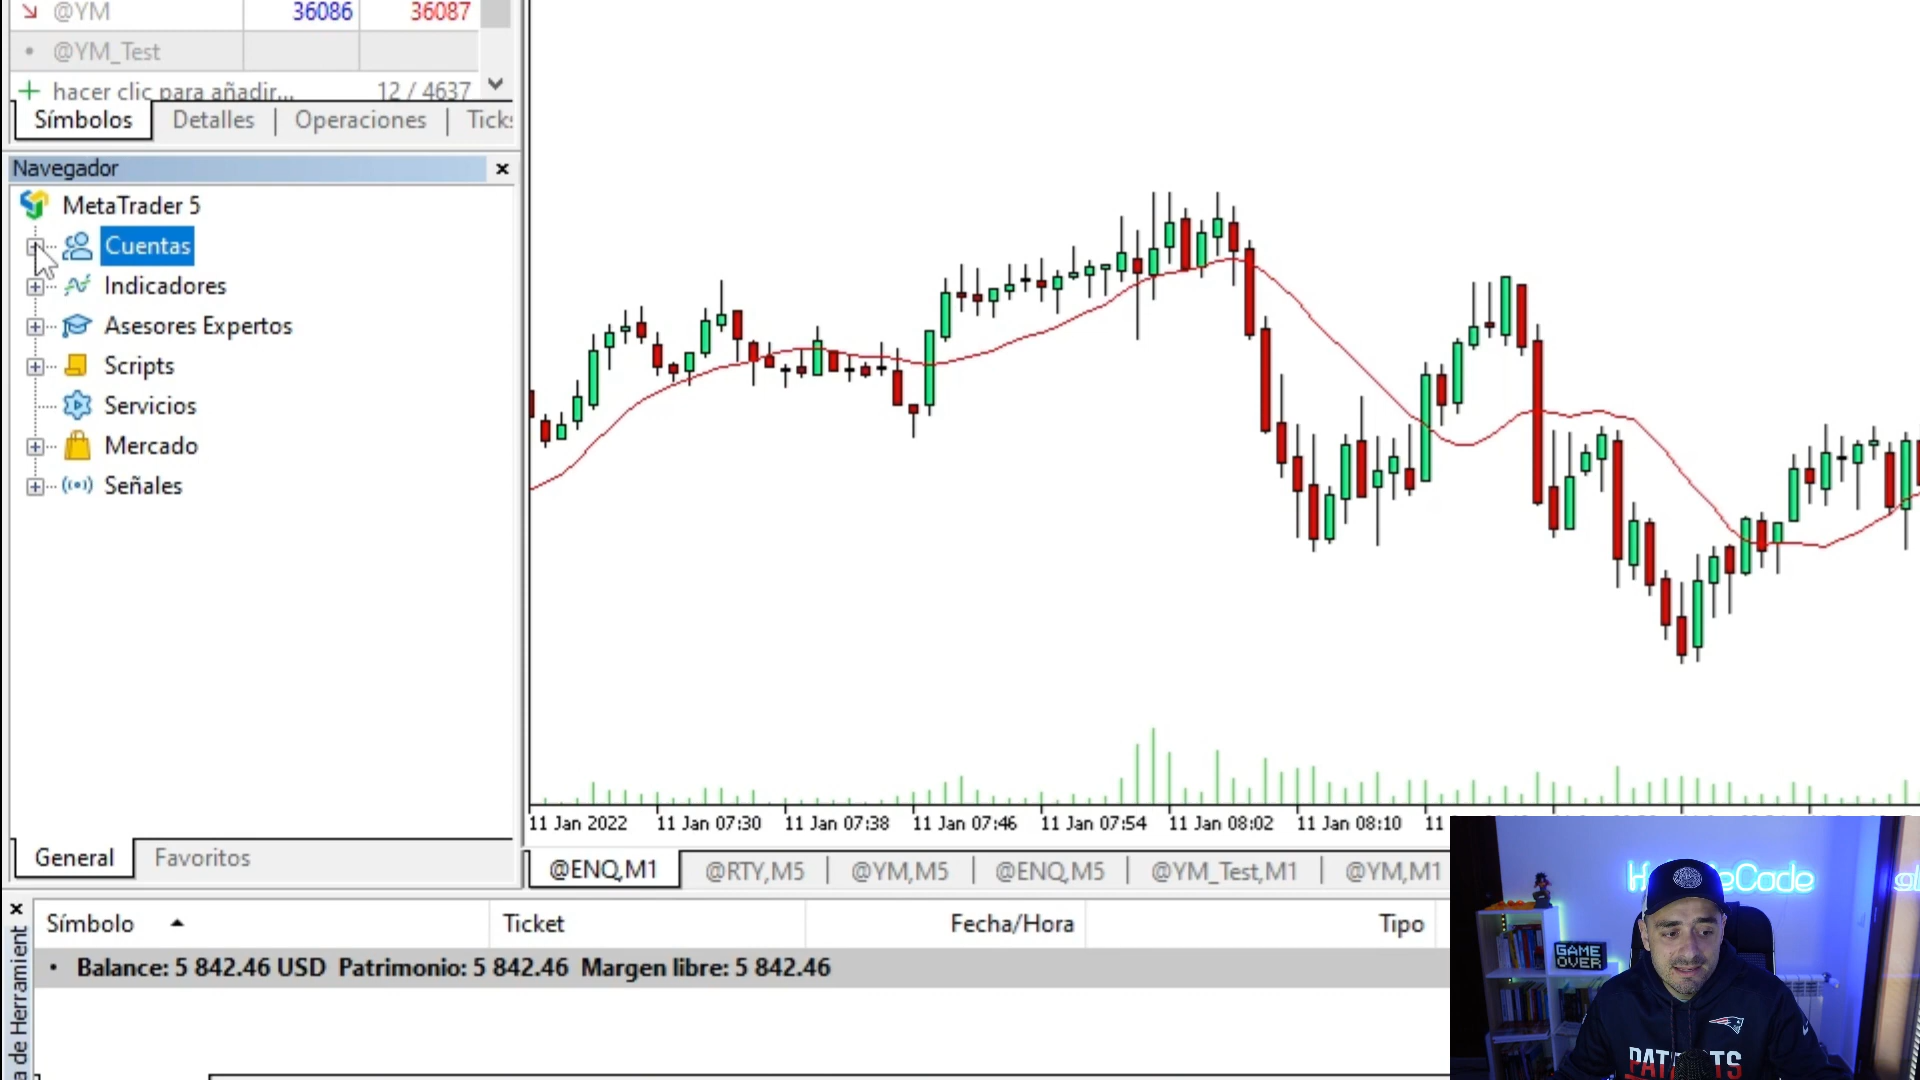 @YM 36086 36087
@YM_Test
hacer clic para añadir... 12 / 4637
Símbolos Detalles Operaciones Ticks
Navegador
MetaTrader 5
Cuentas
Indicadores
Asesores Expertos
Scripts
Servicios
Mercado
Señales
General Favoritos
11 Jan 2022 11 Jan 07:30 11 Jan 07:38 11 Jan 07:46 11 Jan 07:54 11 Jan 08:02 11 Jan 08:10 11
@ENQ,M1 @RTY,M5 @YM,M5 @ENQ,M5 @YM_Test,M1 @YM,M1
a de Herramient
Símbolo Ticket Fecha/Hora Tipo
Balance: 5 842.46 USD Patrimonio: 5 842.46 Margen libre: 5 842.46
GAME
OVER